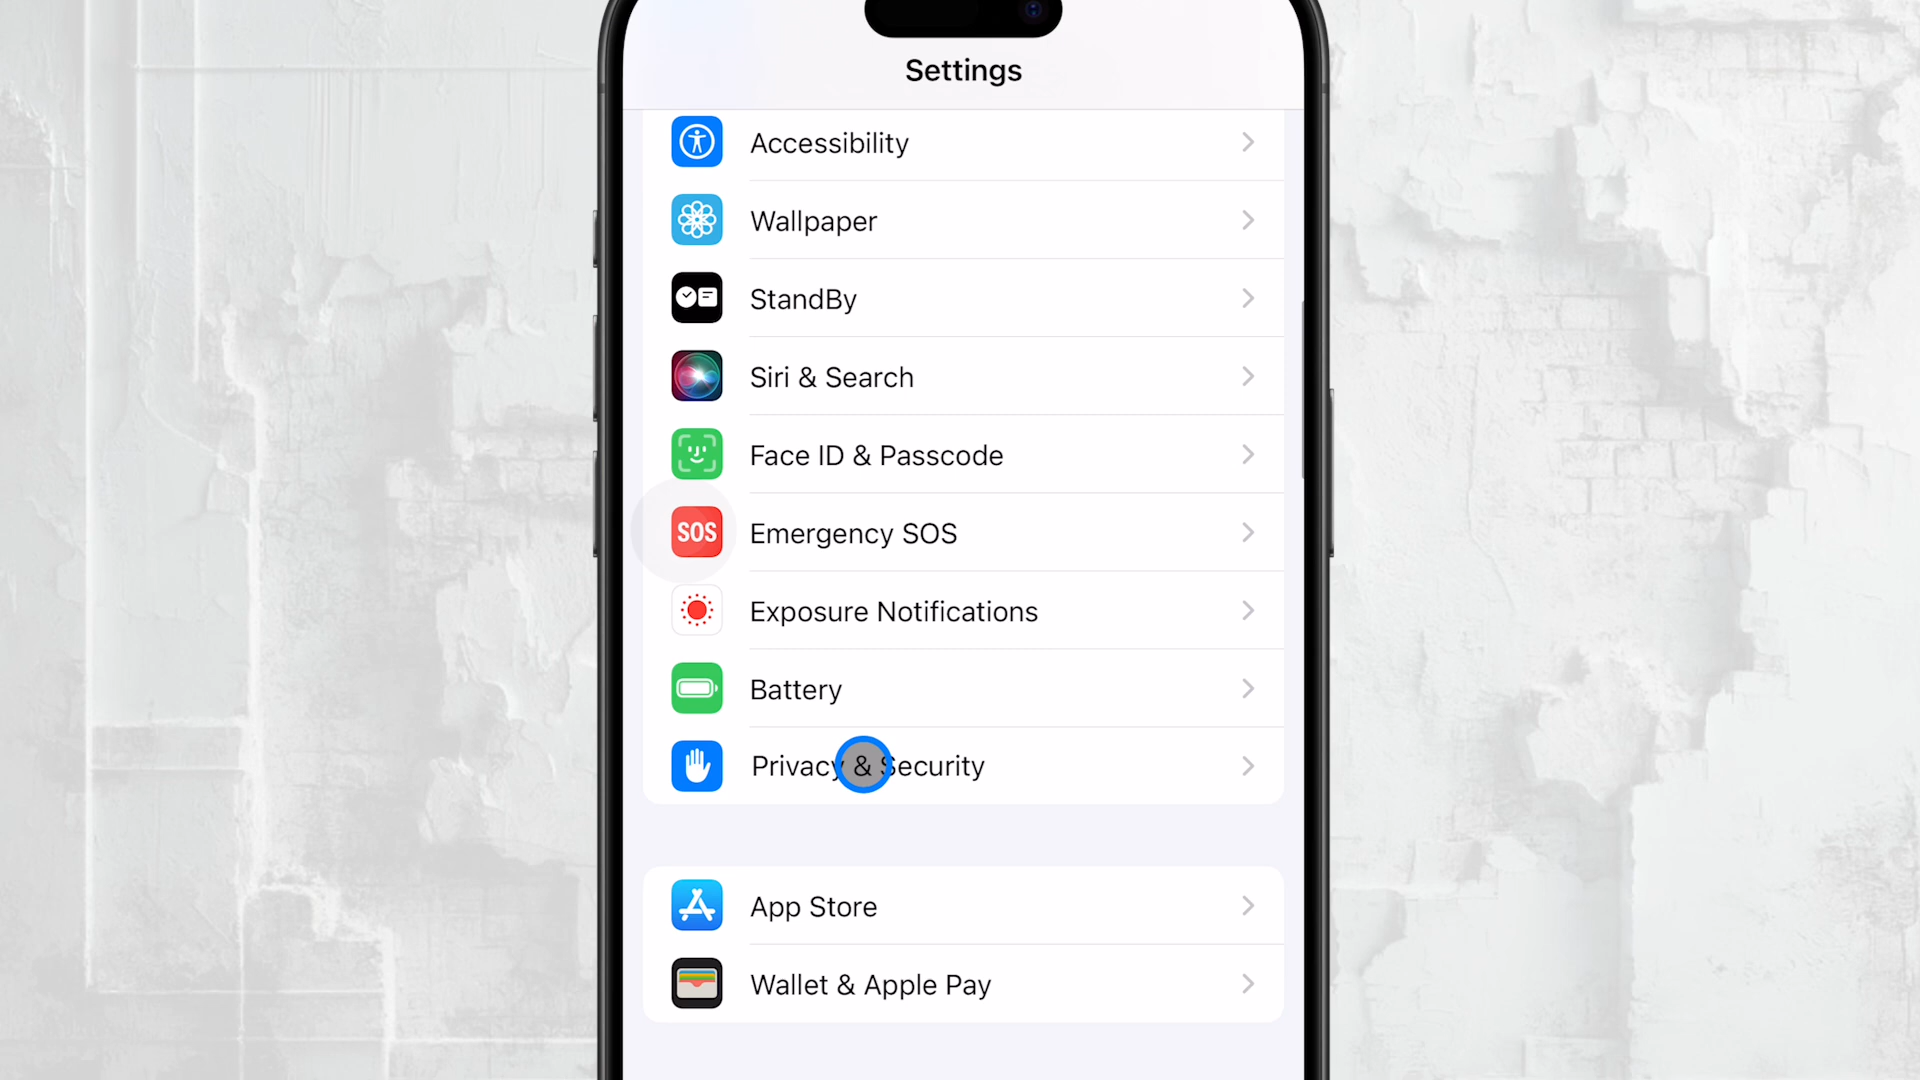 Settings
Accessibility
Wallpaper
StandBy
Siri & Search
Face ID & Passcode
SOS
Emergency SOS
Exposure Notifications
Battery
Privacy & Security
App Store
Wallet & Apple Pay